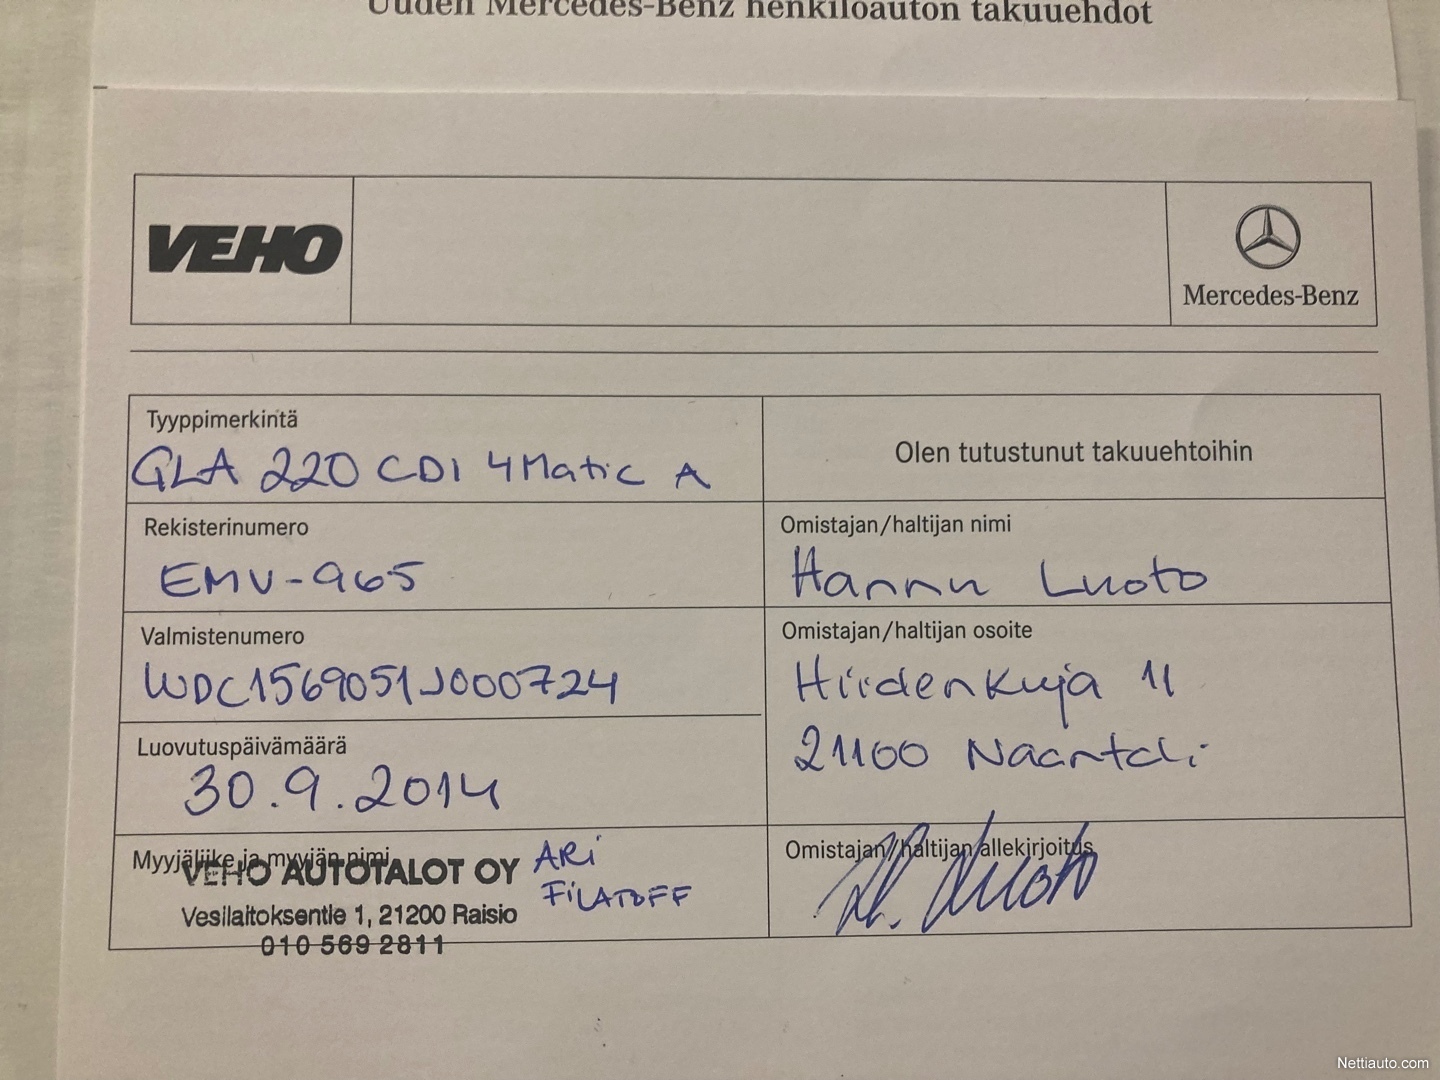 Uuden Mercedes-Benz henkilöauton takuuehdot
VEHO
Mercedes-Benz
Tyyppimerkintä
GLA 220 CDI 4Matic A
Olen tutustunut takuuehtoihin
Rekisterinumero
EMV-965
Omistajan/haltijan nimi
Hannu Luoto
Valmistenumero
WDC1569051J000724
Omistajan/haltijan osoite
Hiidenkuja 11
21100 Naantali
Luovutuspäivämäärä
30.9.2014
Myyjäliike ja myyjän nimi
VEHO AUTOTALOT OY
Vesilaitoksentie 1, 21200 Raisio
010 569 2811
ARi
FiLATOFF
Omistajan/haltijan allekirjoitus
H. Luoto
Nettiauto.com